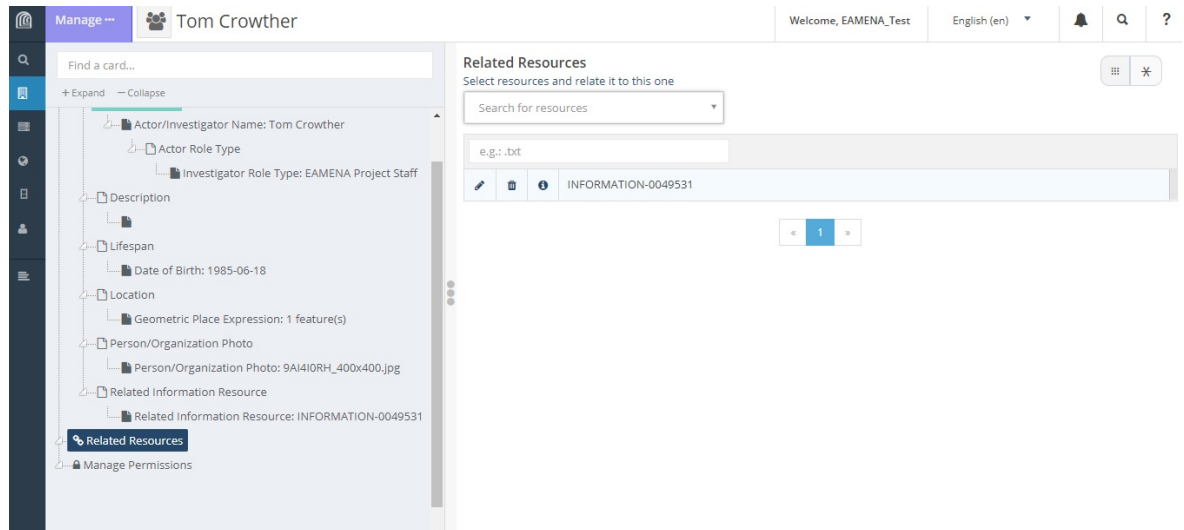 Manage
Tom Crowther
Welcome, EAMENA_Test
English (en)
?
Find a card...
+ Expand — Collapse
Actor/Investigator Name: Tom Crowther
Actor Role Type
Investigator Role Type: EAMENA Project Staff
Description
Lifespan
Date of Birth: 1985-06-18
Location
Geometric Place Expression: 1 feature(s)
Person/Organization Photo
Person/Organization Photo: 9AI4I0RH_400x400.jpg
Related Information Resource
Related Information Resource: INFORMATION-0049531
Related Resources
Manage Permissions
Related Resources
Select resources and relate it to this one
Search for resources
e.g.: .txt
INFORMATION-0049531
« 1 »